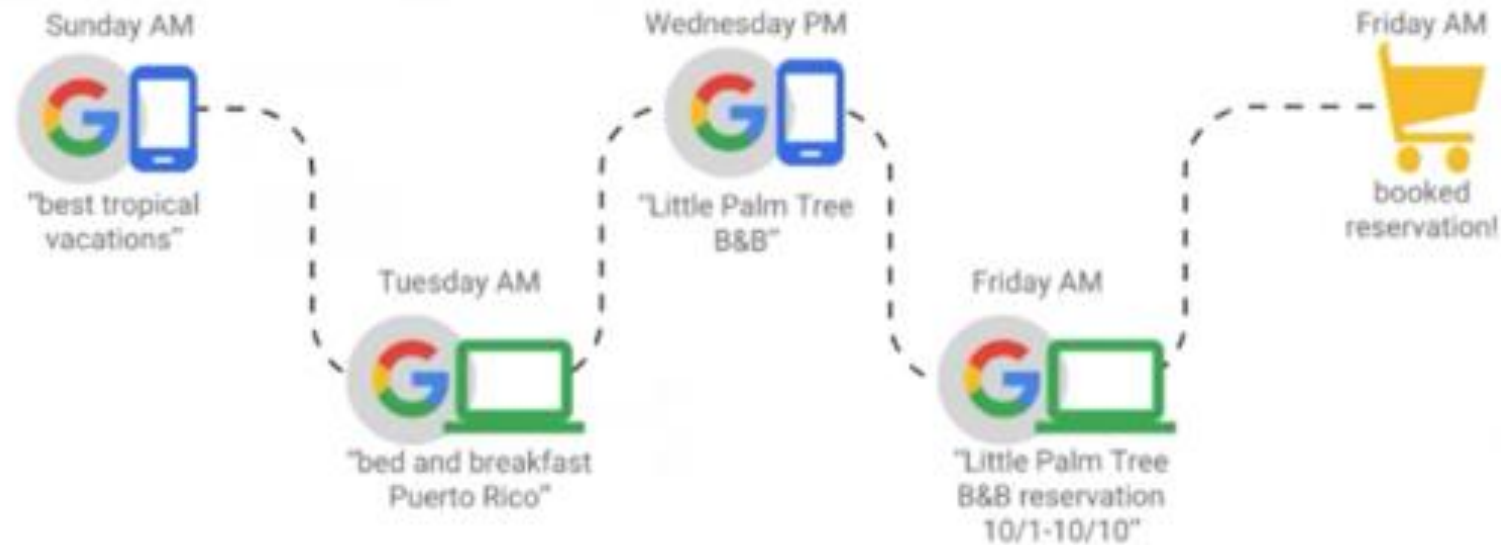 Sunday AM
"best tropical
vacations"
Tuesday AM
"bed and breakfast
Puerto Rico"
Wednesday PM
"Little Palm Tree
B&B"
Friday AM
"Little Palm Tree
B&B reservation
10/1-10/10"
Friday AM
booked
reservation!